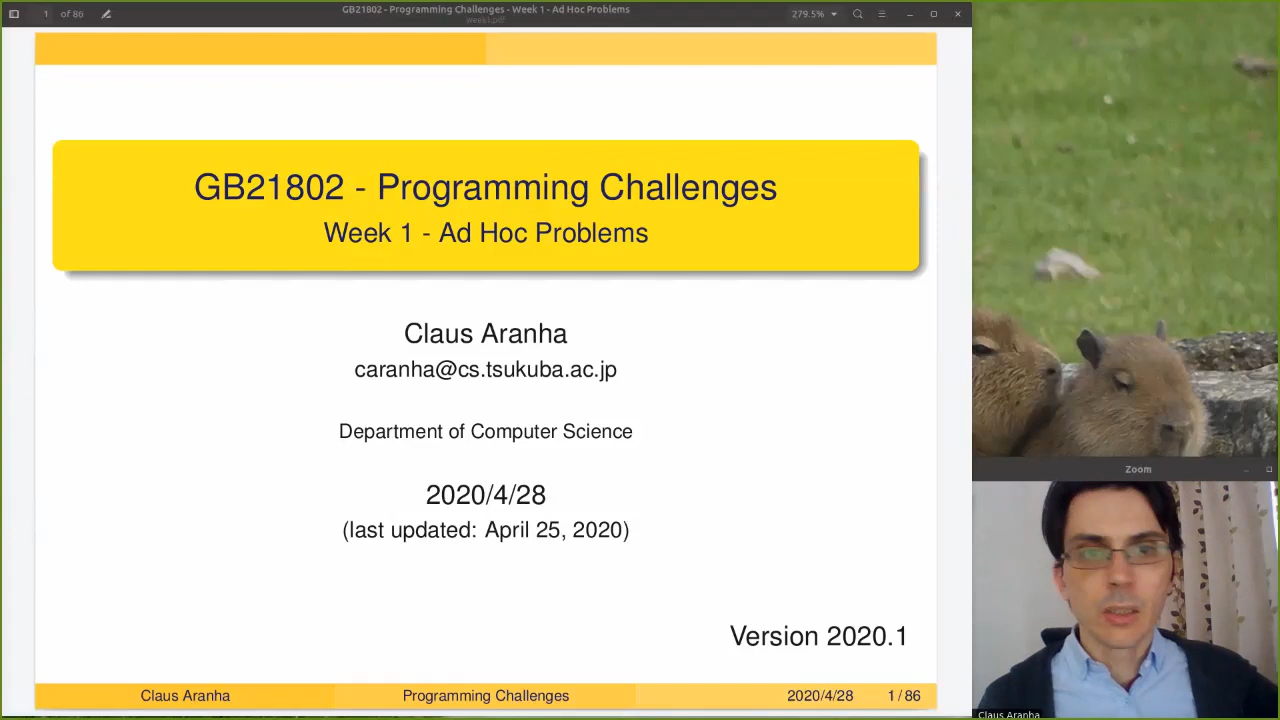 1 of 86
GB21802 - Programming Challenges - Week 1 - Ad Hoc Problems
week1.pdf
279.5%
GB21802 - Programming Challenges
Week 1 - Ad Hoc Problems
Claus Aranha
caranha@cs.tsukuba.ac.jp
Department of Computer Science
2020/4/28
(last updated: April 25, 2020)
Version 2020.1
Claus Aranha
Programming Challenges
2020/4/28
1 / 86
Zoom
Claus Aranha